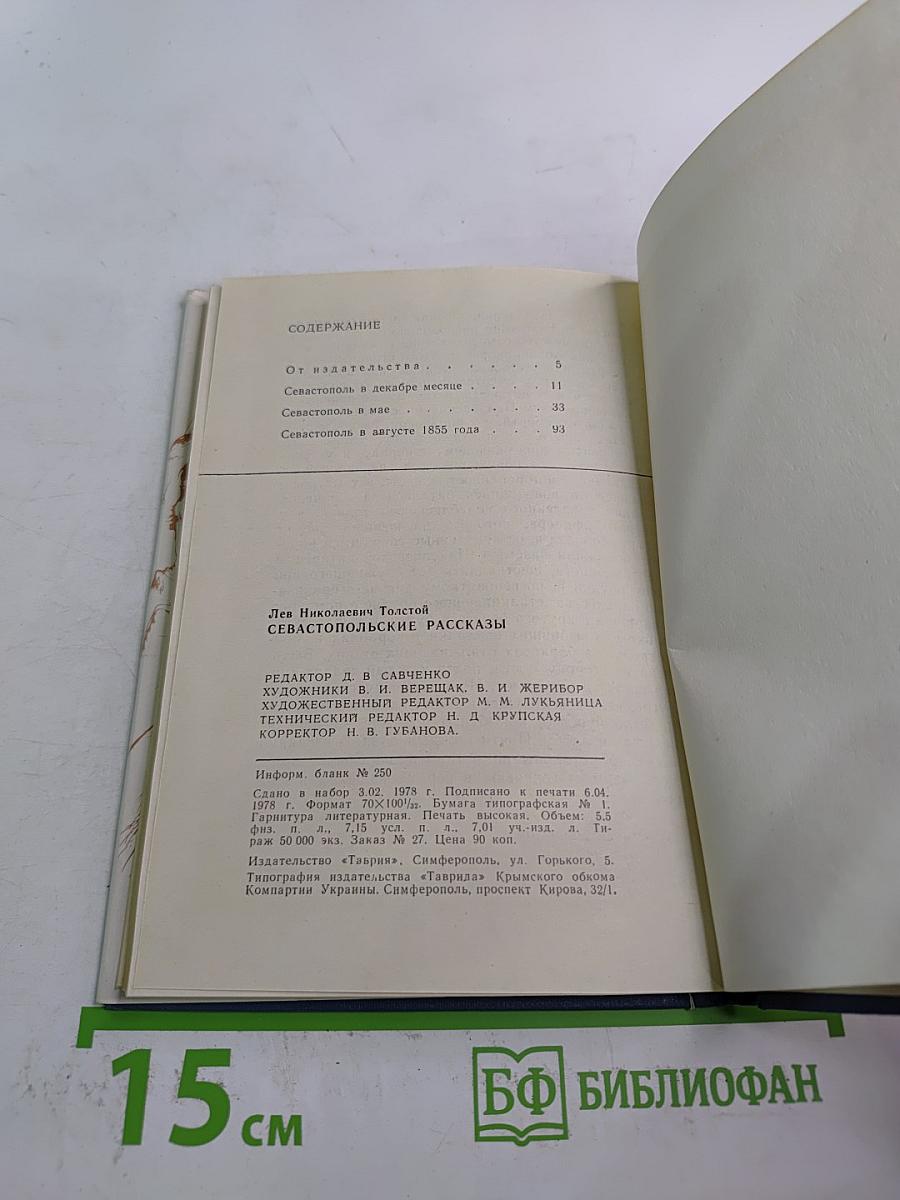 СОДЕРЖАНИЕ
От издательства . . . . . . 5
Севастополь в декабре месяце . . . . 11
Севастополь в мае . . . . . . . 33
Севастополь в августе 1855 года . . . 93
Лев Николаевич Толстой
СЕВАСТОПОЛЬСКИЕ РАССКАЗЫ
РЕДАКТОР Д. В САВЧЕНКО
ХУДОЖНИКИ В. И. ВЕРЕЩАК, В. И. ЖЕРИБОР
ХУДОЖЕСТВЕННЫЙ РЕДАКТОР М. М. ЛУКЬЯНИЦА
ТЕХНИЧЕСКИЙ РЕДАКТОР Н. Д КРУПСКАЯ
КОРРЕКТОР Н. В. ГУБАНОВА.
Информ. бланк № 250
Сдано в набор 3.02. 1978 г. Подписано к печати 6.04.
1978 г. Формат 70×100¹/₃₂. Бумага типографская № 1.
Гарнитура литературная. Печать высокая. Объем: 5.5
физ. п. л., 7,15 усл. п. л., 7,01 уч.-изд. л. Ти-
раж 50 000 экз. Заказ № 27. Цена 90 коп.
Издательство «Таврия», Симферополь, ул. Горького, 5.
Типография издательства «Таврида» Крымского обкома
Компартии Украины. Симферополь, проспект Кирова, 32/1.
15 см
БФ БИБЛИОФАН